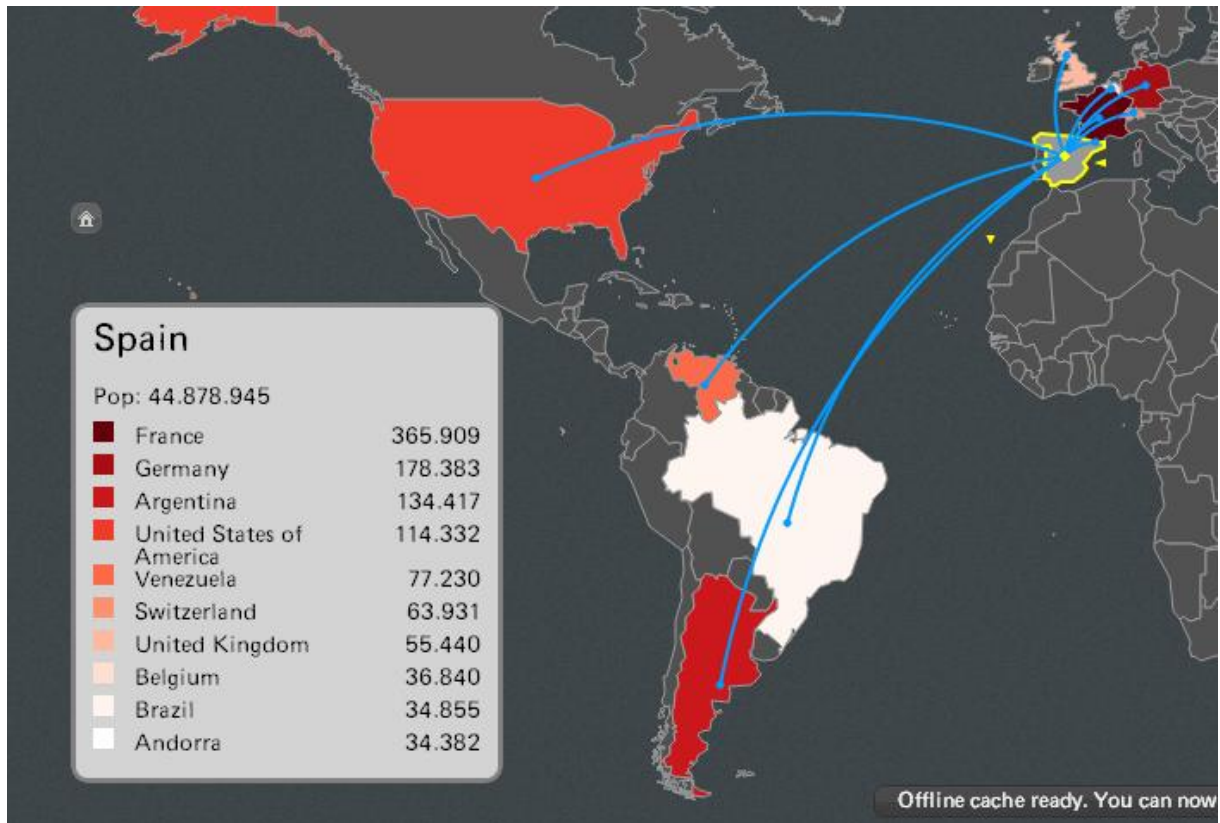 Spain
Pop: 44.878.945
France 365.909
Germany 178.383
Argentina 134.417
United States of 114.332
America
Venezuela 77.230
Switzerland 63.931
United Kingdom 55.440
Belgium 36.840
Brazil 34.855
Andorra 34.382
Offline cache ready. You can now